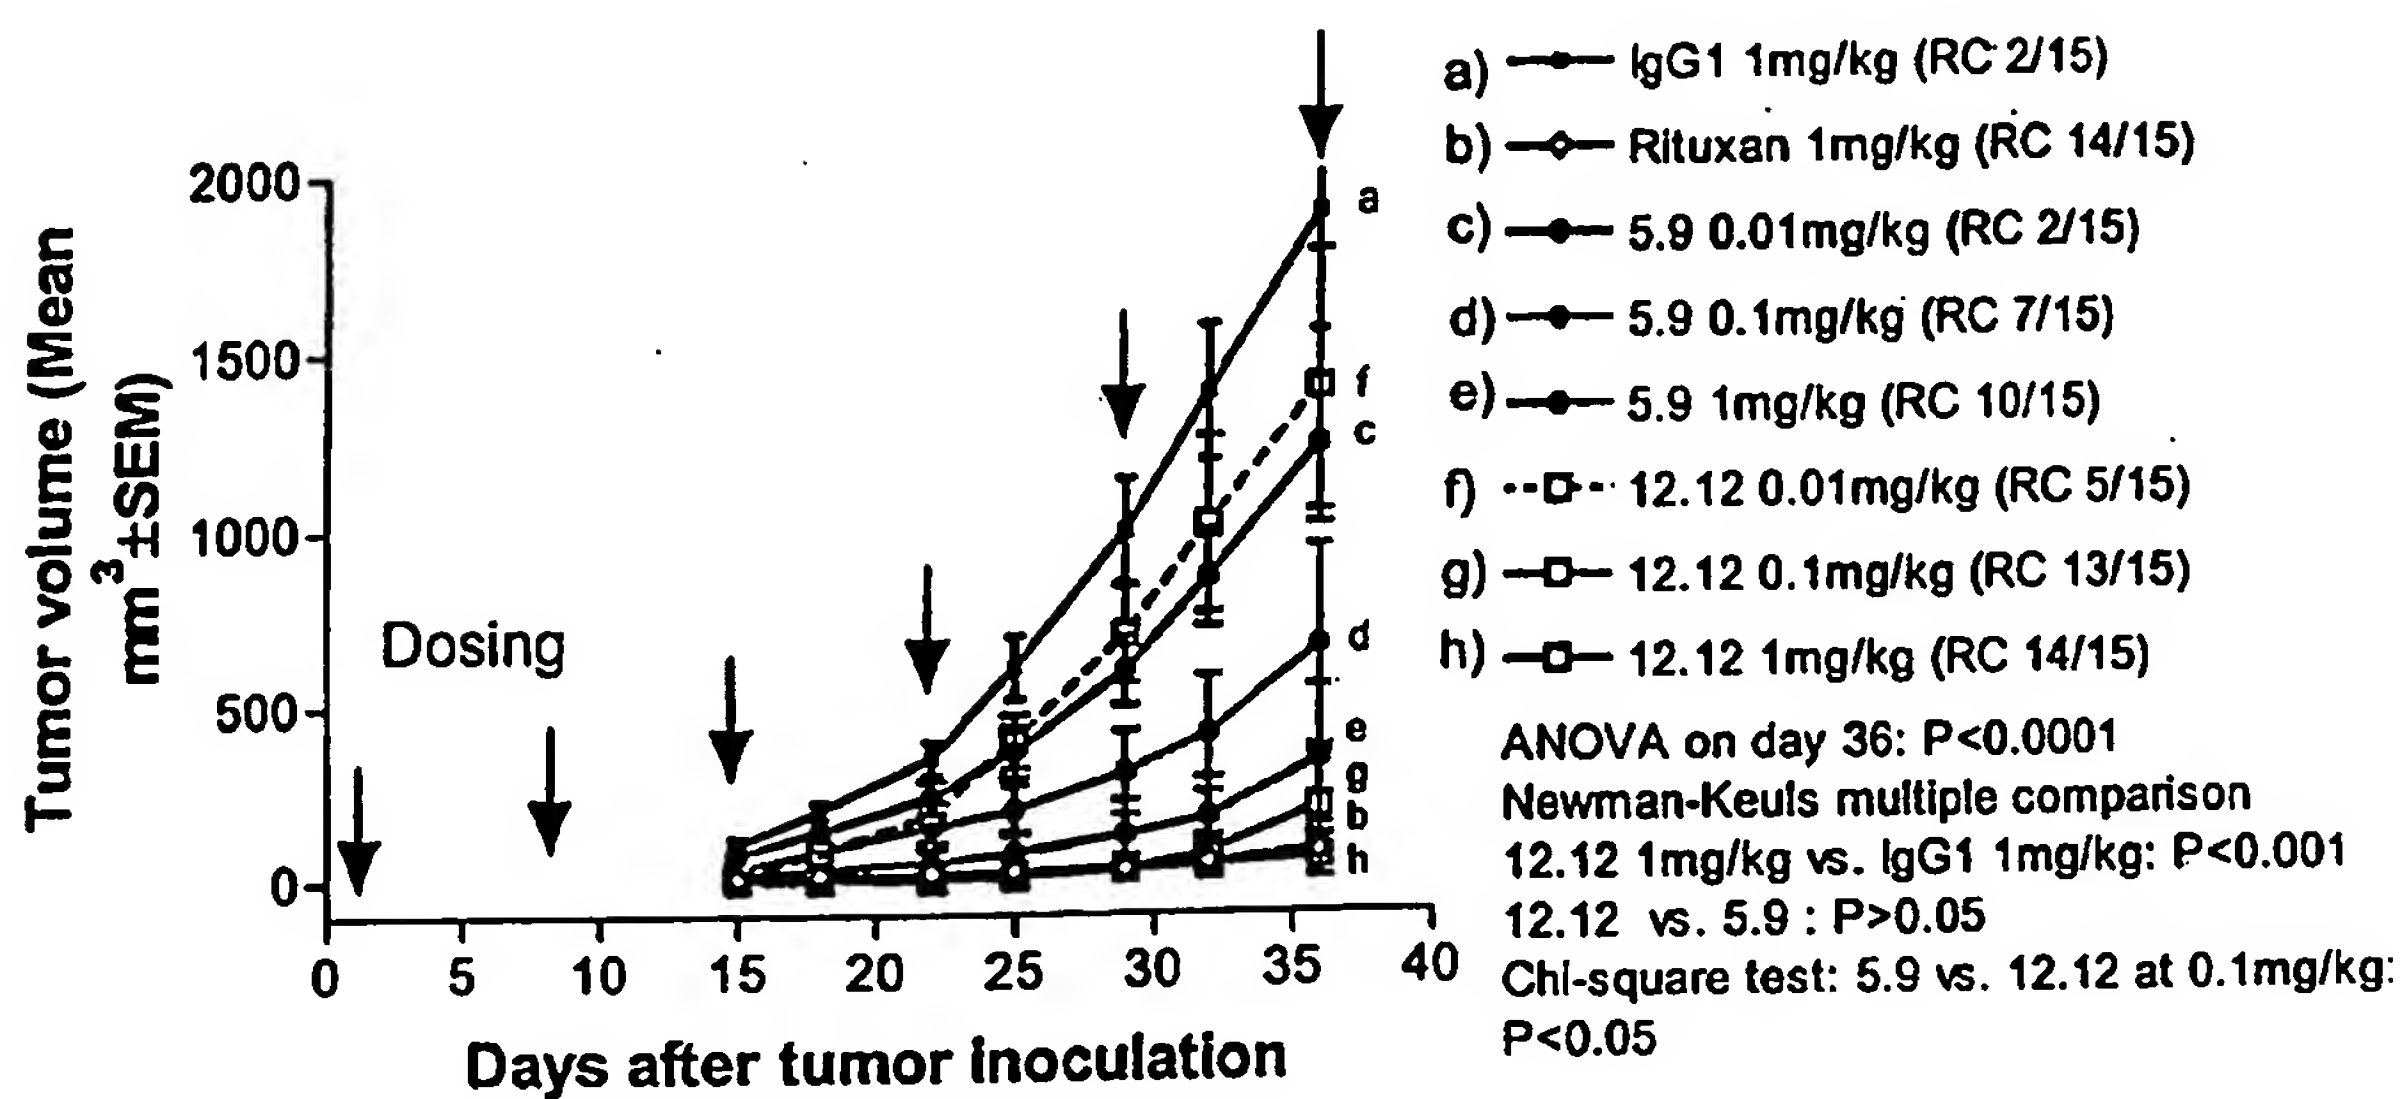 Tumor volume (Mean
mm³±SEM)
2000
1500
1000
500
0
Dosing
0 5 10 15 20 25 30 35 40
Days after tumor inoculation
a
f
c
d
e
g
b
h
a) IgG1 1mg/kg (RC 2/15)
b) Rituxan 1mg/kg (RC 14/15)
c) 5.9 0.01mg/kg (RC 2/15)
d) 5.9 0.1mg/kg (RC 7/15)
e) 5.9 1mg/kg (RC 10/15)
f) 12.12 0.01mg/kg (RC 5/15)
g) 12.12 0.1mg/kg (RC 13/15)
h) 12.12 1mg/kg (RC 14/15)
ANOVA on day 36: P<0.0001
Newman-Keuls multiple comparison
12.12 1mg/kg vs. IgG1 1mg/kg: P<0.001
12.12 vs. 5.9 : P>0.05
Chi-square test: 5.9 vs. 12.12 at 0.1mg/kg:
P<0.05